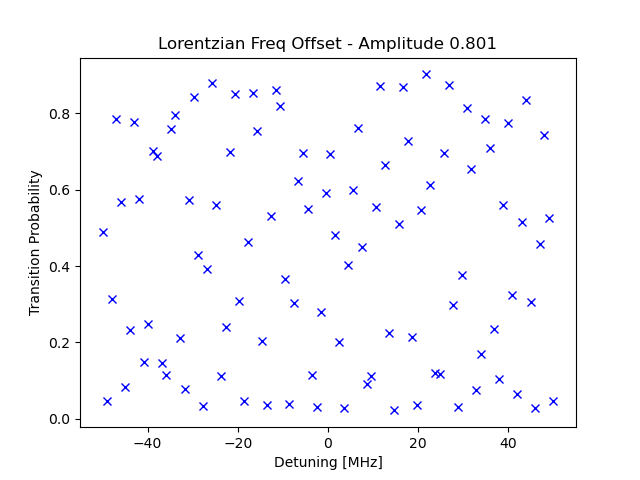 Lorentzian Freq Offset - Amplitude 0.801
Transition Probability
0.8
0.6
0.4
0.2
0.0
−40 −20 0 20 40
Detuning [MHz]